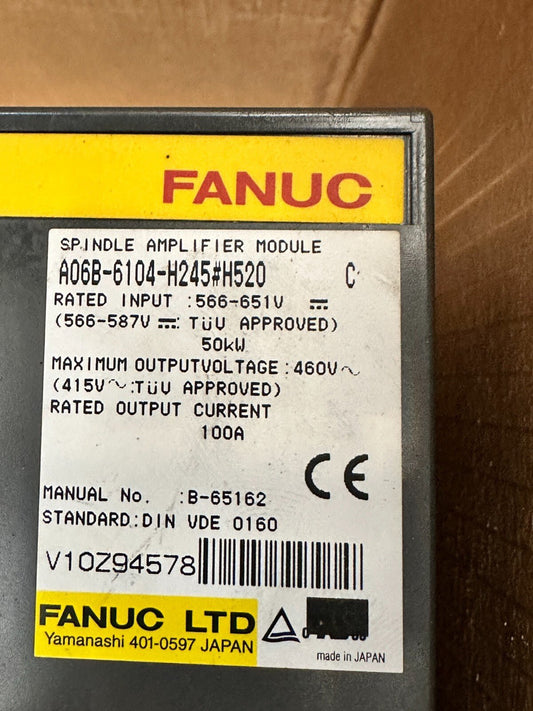 FANUC
SPINDLE AMPLIFIER MODULE
A06B-6104-H245#H520 C
RATED INPUT :566-651V ⎓
(566-587V ⎓: TÜV APPROVED)
50kW
MAXIMUM OUTPUTVOLTAGE :460V～
(415V～:TÜV APPROVED)
RATED OUTPUT CURRENT
100A
CE
MANUAL No. :B-65162
STANDARD:DIN VDE 0160
V10Z94578
FANUC LTD
Yamanashi 401-0597 JAPAN
made in JAPAN